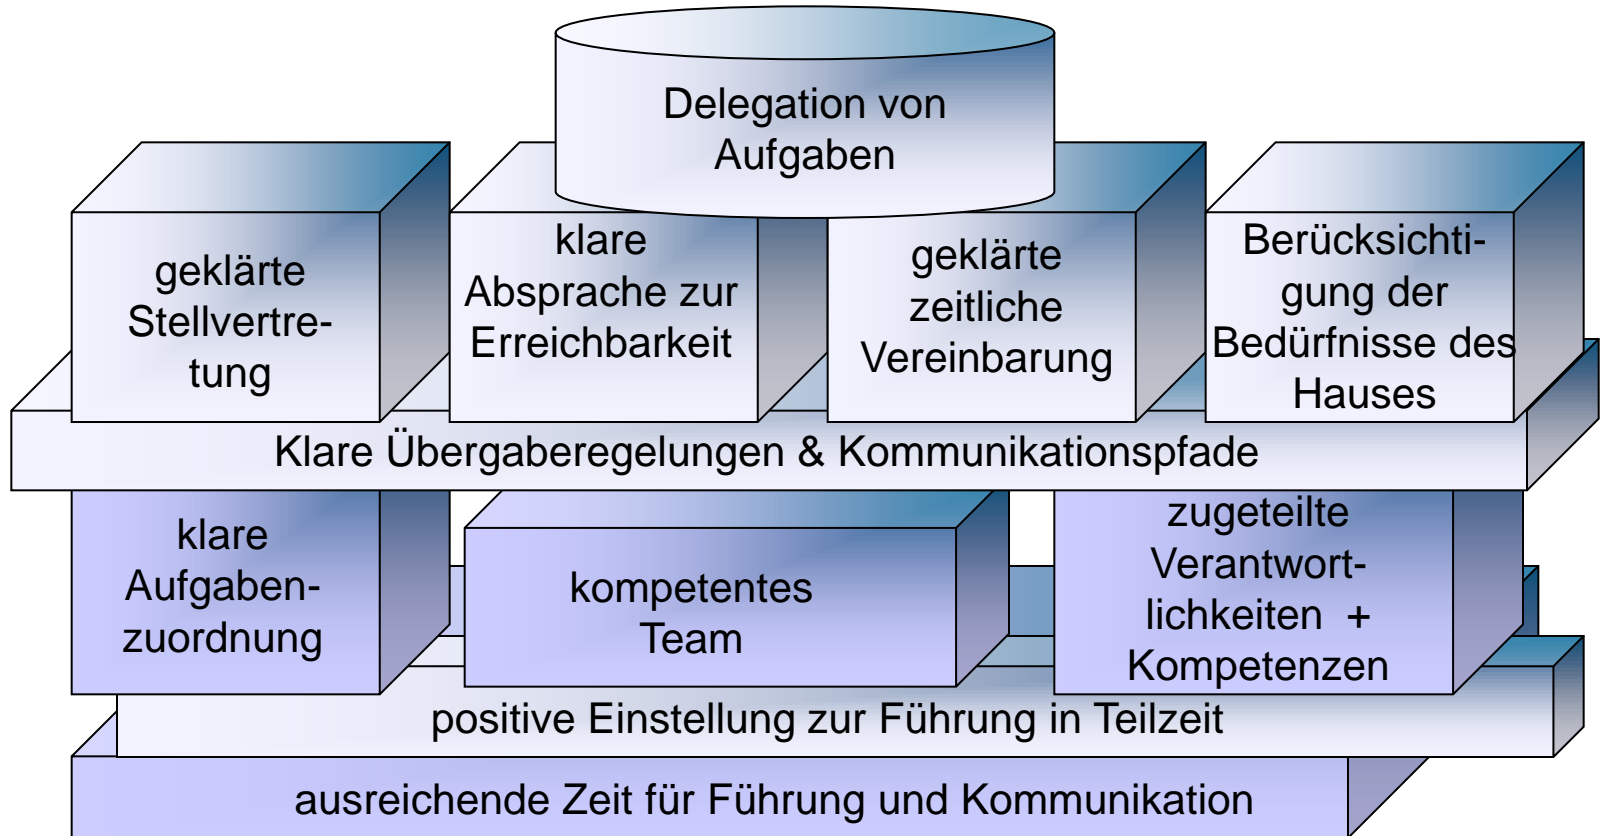 Delegation von
Aufgaben
geklärte
Stellvertre-
tung
klare
Absprache zur
Erreichbarkeit
geklärte
zeitliche
Vereinbarung
Berücksichti-
gung der
Bedürfnisse des
Hauses
Klare Übergaberegelungen & Kommunikationspfade
klare
Aufgaben-
zuordnung
kompetentes
Team
zugeteilte
Verantwort-
lichkeiten +
Kompetenzen
positive Einstellung zur Führung in Teilzeit
ausreichende Zeit für Führung und Kommunikation